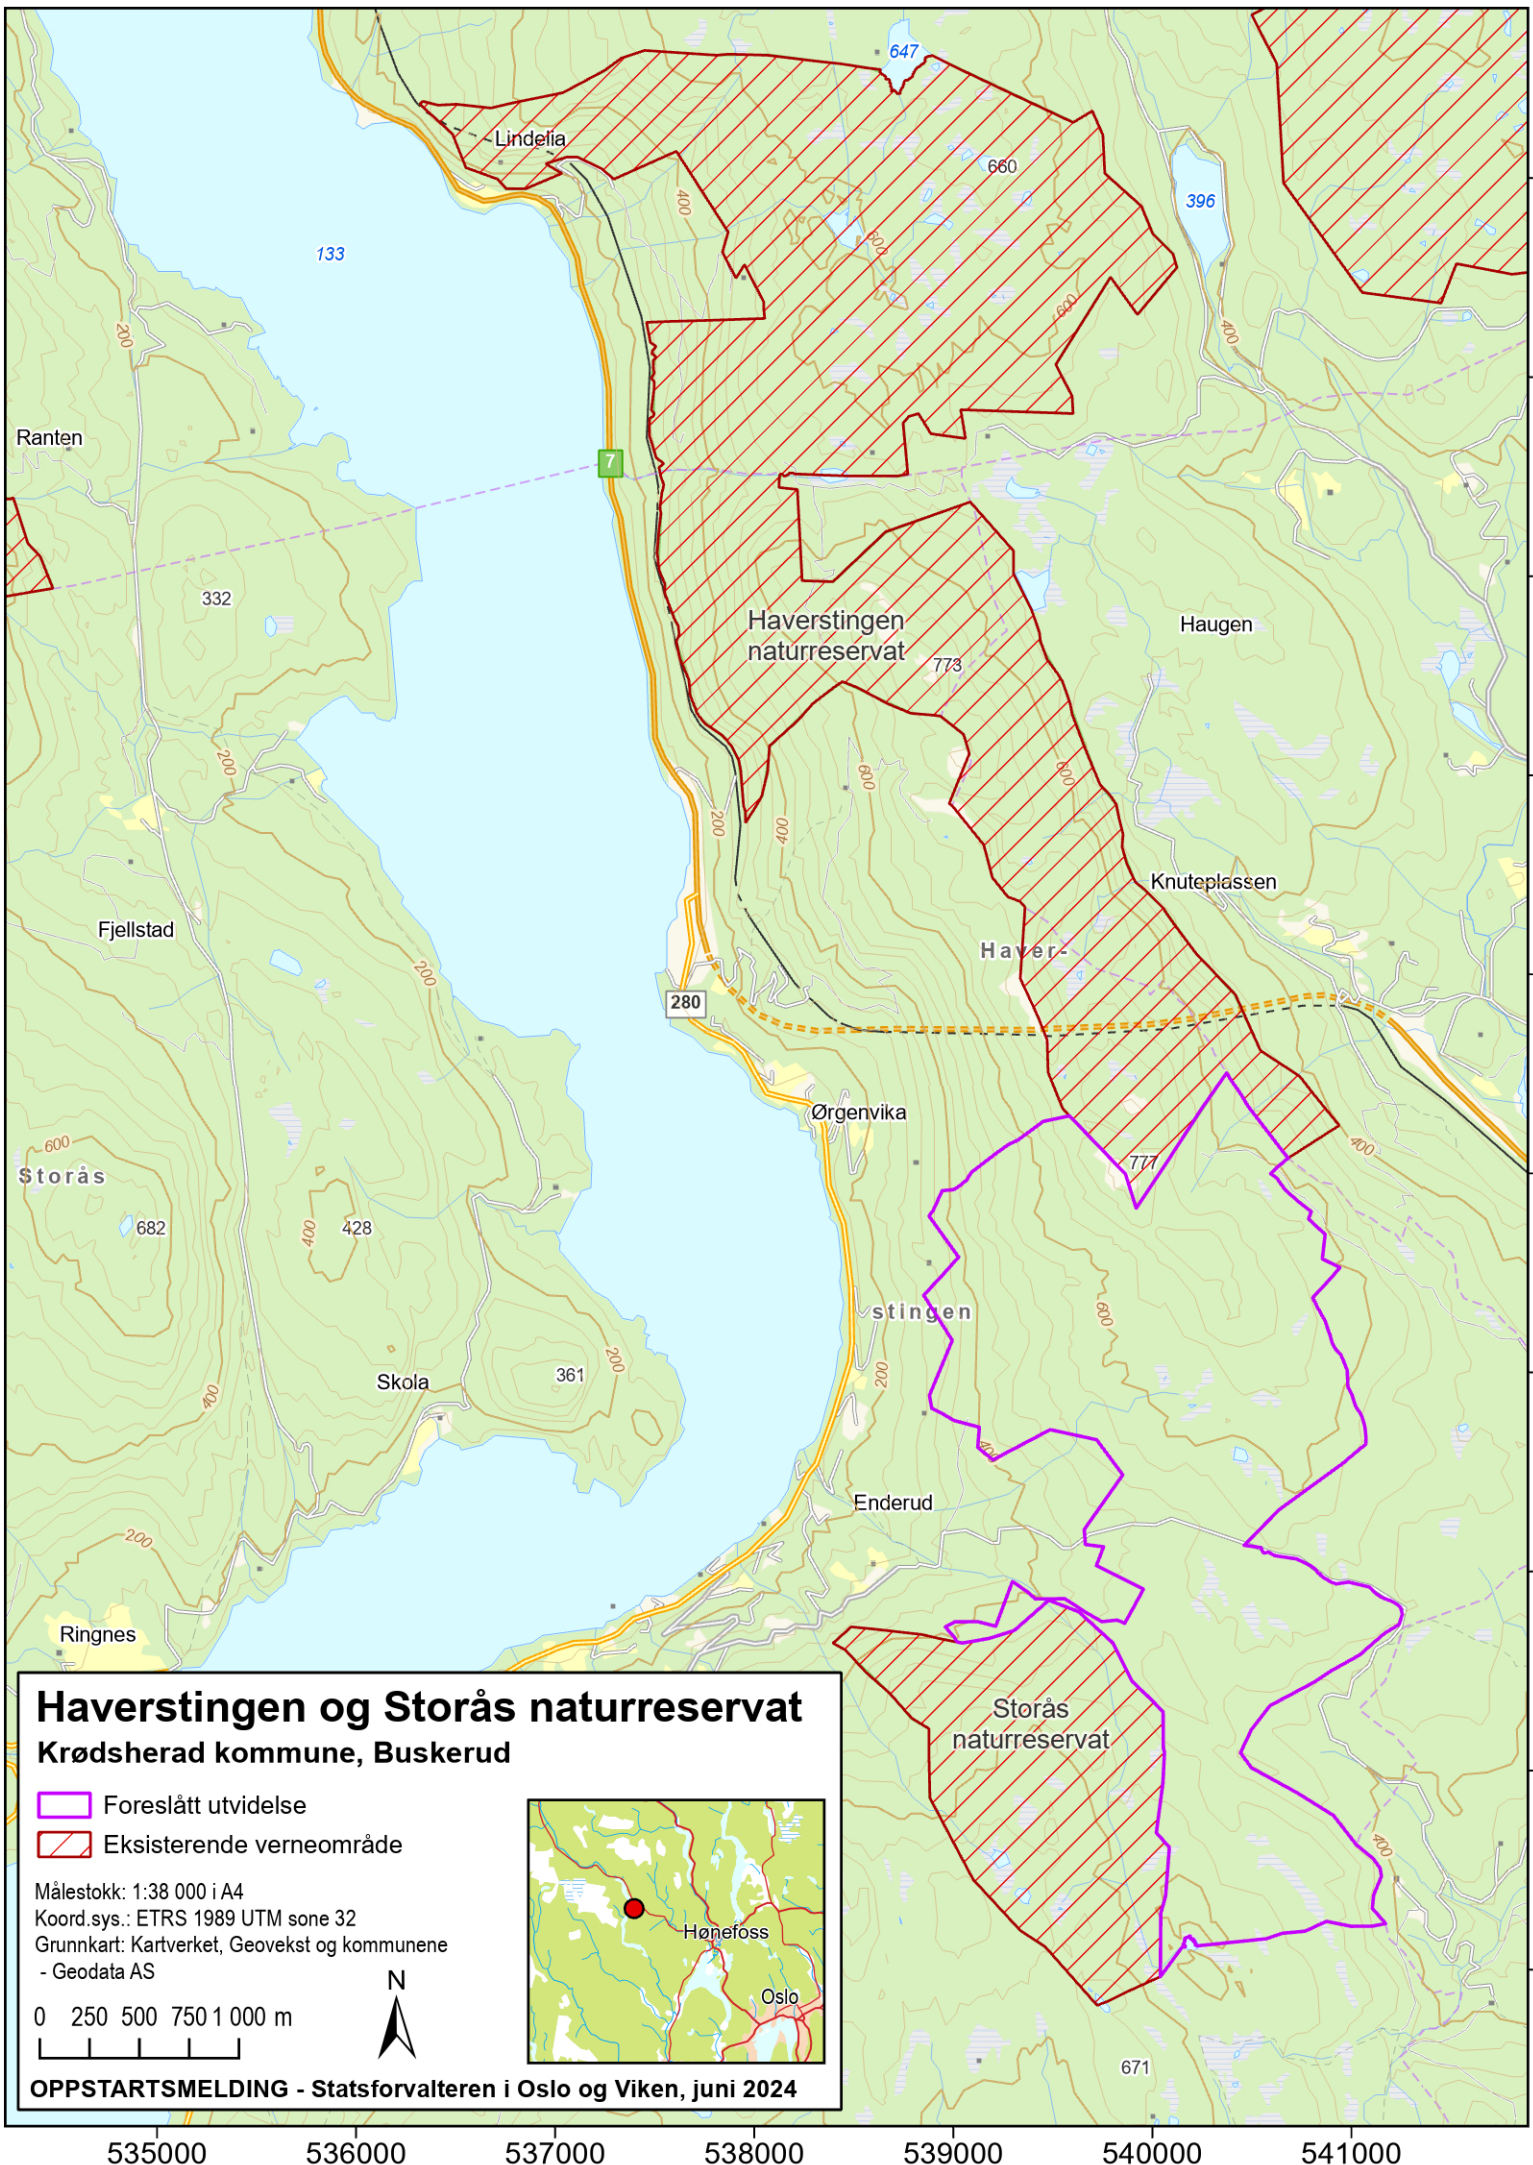 647
Lindelia
660
400
396
133
600
600
200
400
Ranten
7
332
Haverstingen
naturreservat
Haugen
773
200
600
600
200
400
Knuteplassen
Fjellstad
Haver-
200
280
Ørgenvika
600
400
Storås
777
682
428
400
stingen
600
361
200
200
Skola
400
400
Enderud
200
Ringnes
Storås
naturreservat
400
671
Haverstingen og Storås naturreservat
Krødsherad kommune, Buskerud
Foreslått utvidelse
Eksisterende verneområde
Målestokk: 1:38 000 i A4
Koord.sys.: ETRS 1989 UTM sone 32
Grunnkart: Kartverket, Geovekst og kommunene
- Geodata AS
N
0 250 500 750 1 000 m
Hønefoss
Oslo
OPPSTARTSMELDING - Statsforvalteren i Oslo og Viken, juni 2024
535000 536000 537000 538000 539000 540000 541000